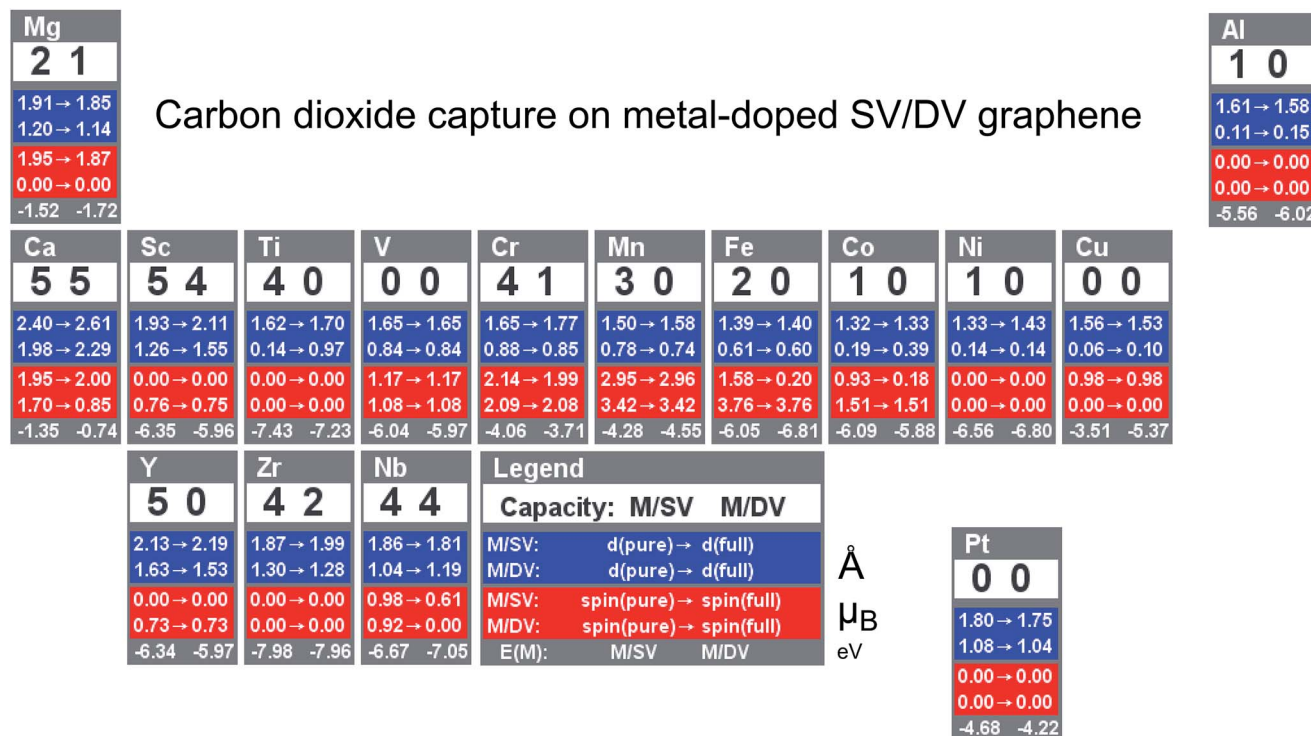 Mg
2 1
1.91 → 1.85
1.20 → 1.14
1.95 → 1.87
0.00 → 0.00
-1.52 -1.72
Carbon dioxide capture on metal-doped SV/DV graphene
Al
1 0
1.61 → 1.58
0.11 → 0.15
0.00 → 0.00
0.00 → 0.00
-5.56 -6.02
Ca
5 5
2.40 → 2.61
1.98 → 2.29
1.95 → 2.00
1.70 → 0.85
-1.35 -0.74
Sc
5 4
1.93 → 2.11
1.26 → 1.55
0.00 → 0.00
0.76 → 0.75
-6.35 -5.96
Ti
4 0
1.62 → 1.70
0.14 → 0.97
0.00 → 0.00
0.00 → 0.00
-7.43 -7.23
V
0 0
1.65 → 1.65
0.84 → 0.84
1.17 → 1.17
1.08 → 1.08
-6.04 -5.97
Cr
4 1
1.65 → 1.77
0.88 → 0.85
2.14 → 1.99
2.09 → 2.08
-4.06 -3.71
Mn
3 0
1.50 → 1.58
0.78 → 0.74
2.95 → 2.96
3.42 → 3.42
-4.28 -4.55
Fe
2 0
1.39 → 1.40
0.61 → 0.60
1.58 → 0.20
3.76 → 3.76
-6.05 -6.81
Co
1 0
1.32 → 1.33
0.19 → 0.39
0.93 → 0.18
1.51 → 1.51
-6.09 -5.88
Ni
1 0
1.33 → 1.43
0.14 → 0.14
0.00 → 0.00
0.00 → 0.00
-6.56 -6.80
Cu
0 0
1.56 → 1.53
0.06 → 0.10
0.98 → 0.98
0.00 → 0.00
-3.51 -5.37
Y
5 0
2.13 → 2.19
1.63 → 1.53
0.00 → 0.00
0.73 → 0.73
-6.34 -5.97
Zr
4 2
1.87 → 1.99
1.30 → 1.28
0.00 → 0.00
0.00 → 0.00
-7.98 -7.96
Nb
4 4
1.86 → 1.81
1.04 → 1.19
0.98 → 0.61
0.92 → 0.00
-6.67 -7.05
Legend
Capacity: M/SV M/DV
M/SV: d(pure) → d(full)
M/DV: d(pure) → d(full)
M/SV: spin(pure) → spin(full)
M/DV: spin(pure) → spin(full)
E(M): M/SV M/DV
Å
μB
eV
Pt
0 0
1.80 → 1.75
1.08 → 1.04
0.00 → 0.00
0.00 → 0.00
-4.68 -4.22